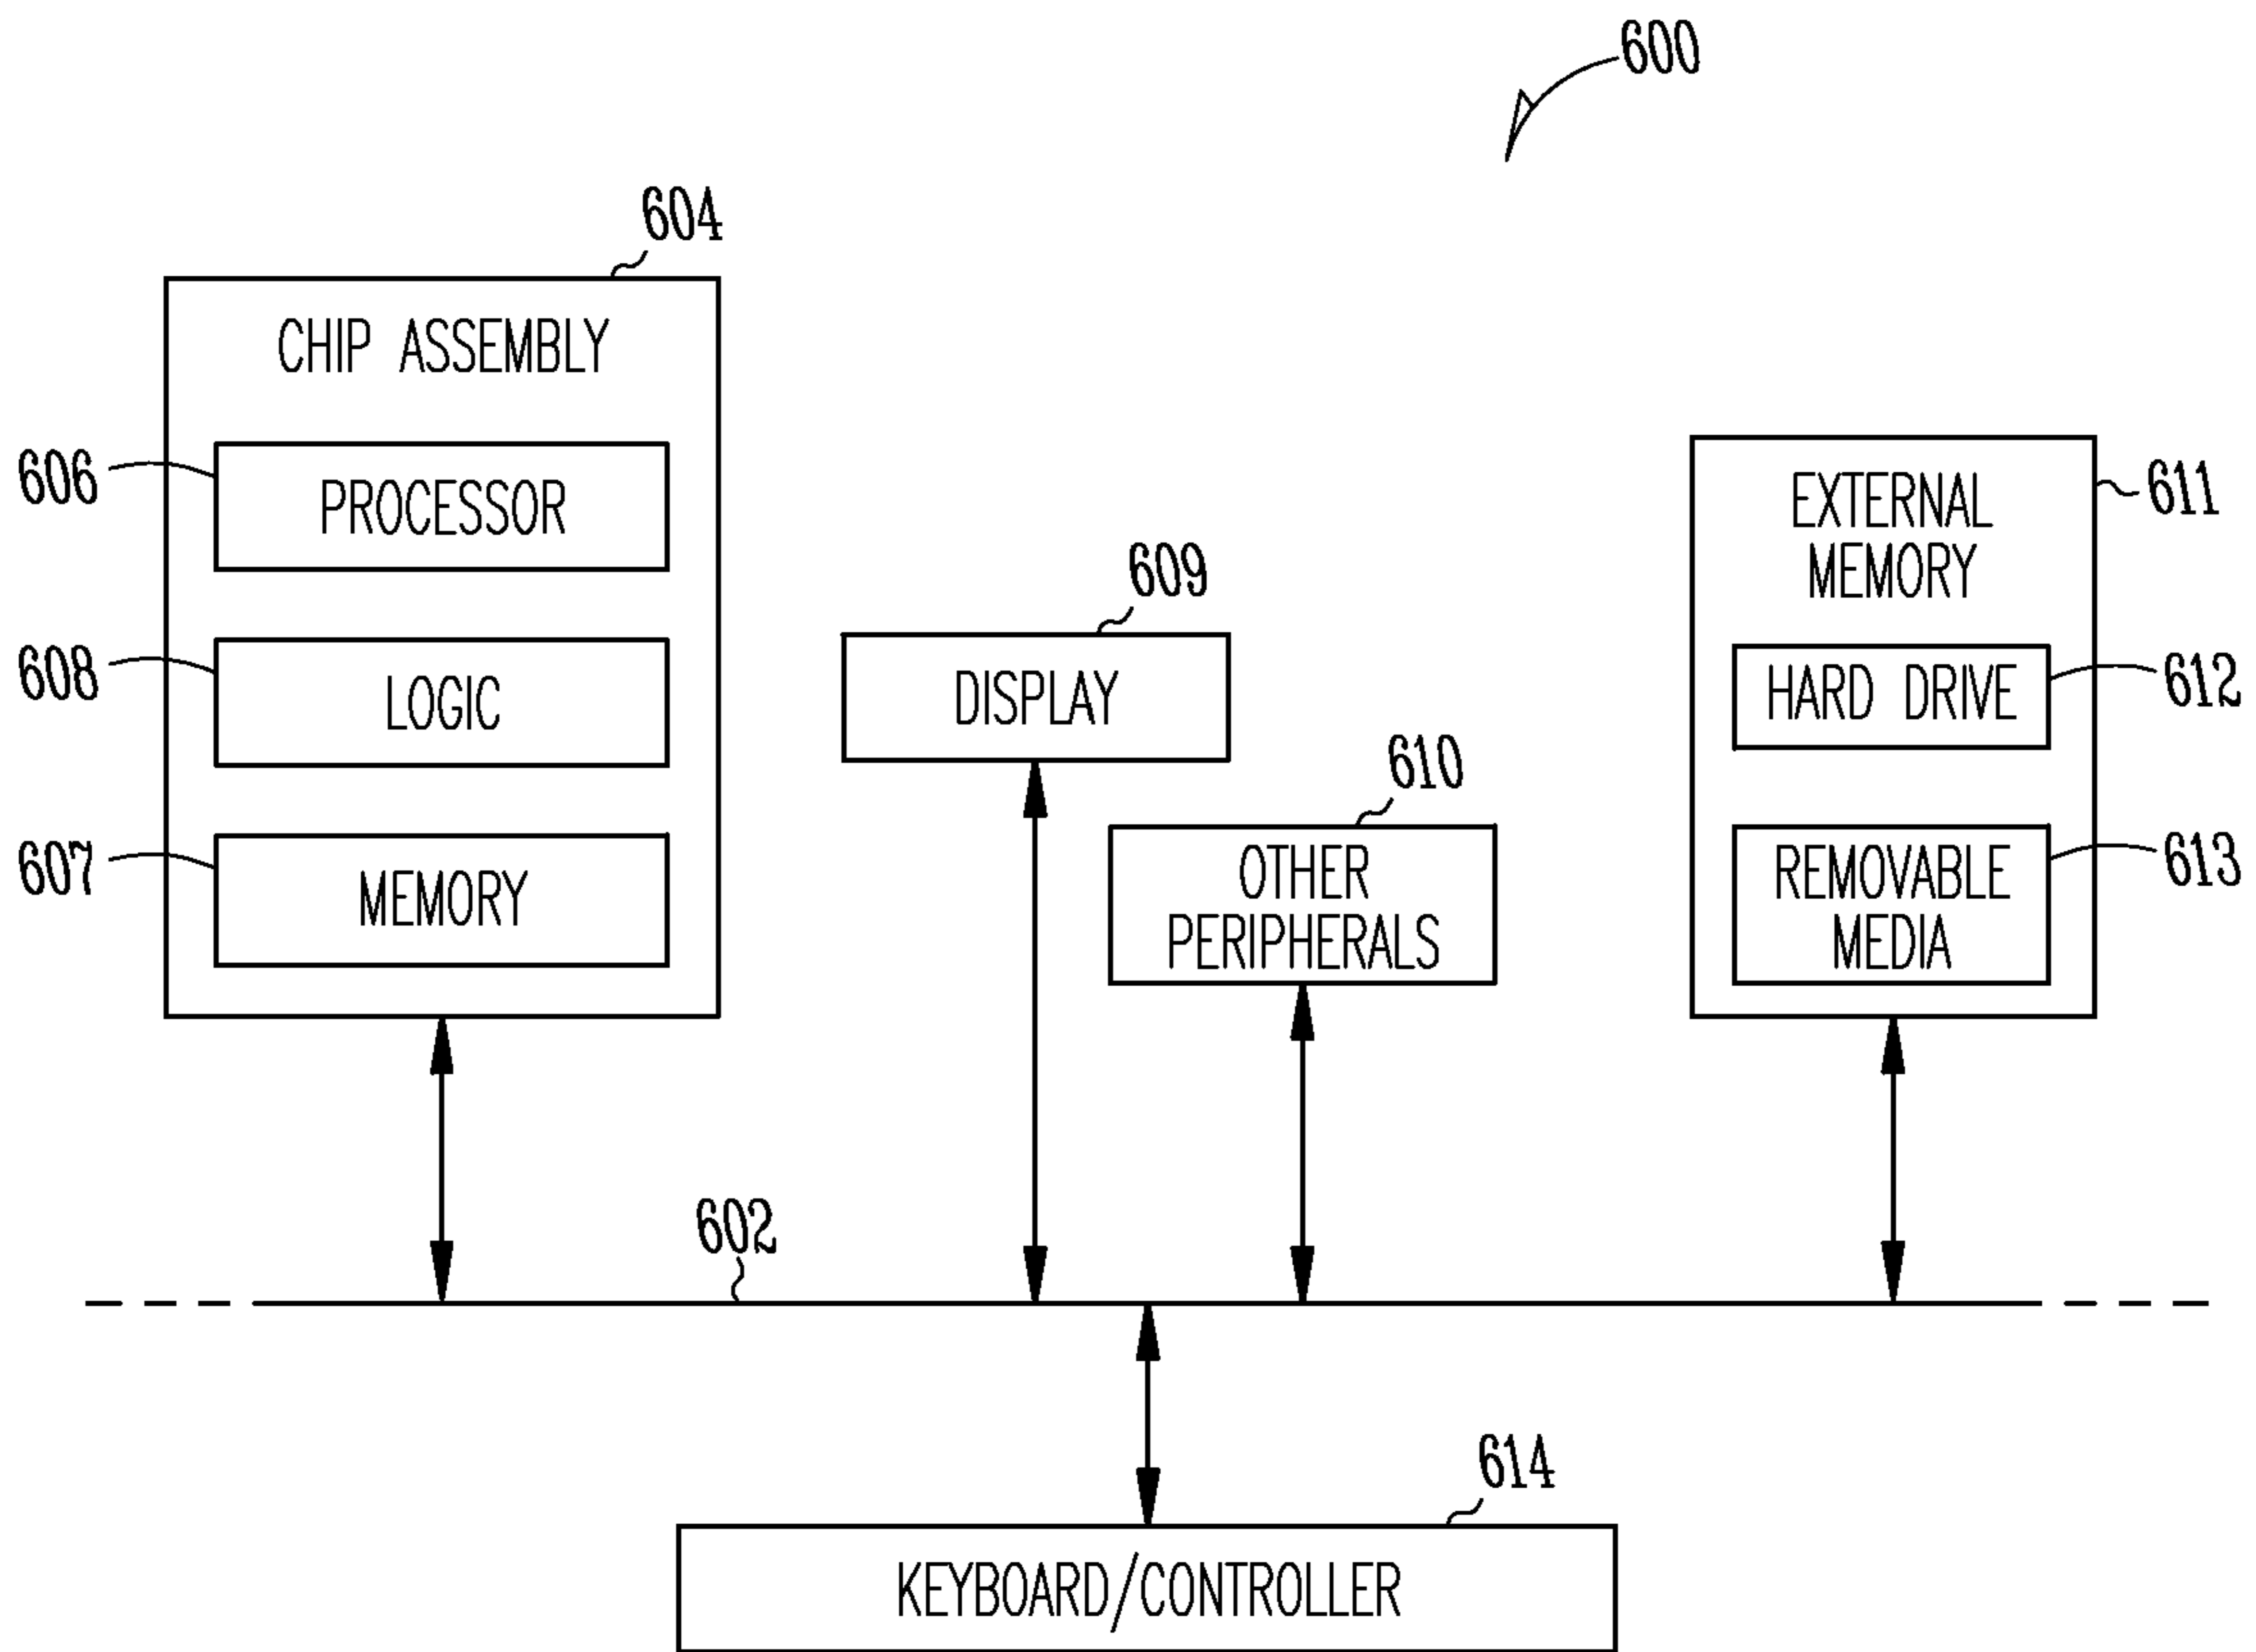 600
604
CHIP ASSEMBLY
606
PROCESSOR
608
LOGIC
607
MEMORY
609
DISPLAY
610
OTHER
PERIPHERALS
611
EXTERNAL
MEMORY
612
HARD DRIVE
613
REMOVABLE
MEDIA
602
614
KEYBOARD/CONTROLLER